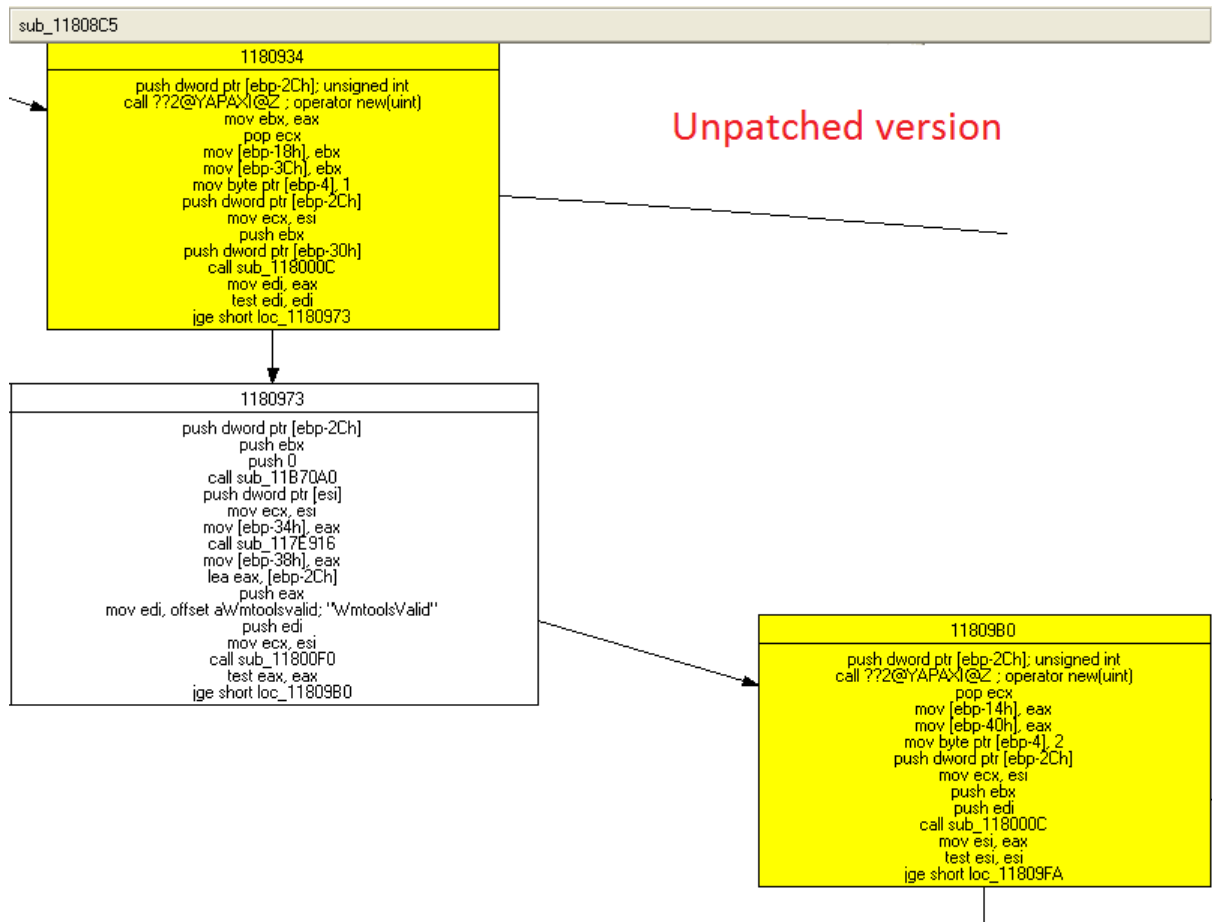 sub_11808C5
1180934
push dword ptr [ebp-2Ch]; unsigned int
call ??2@YAPAXI@Z ; operator new(uint)
mov ebx, eax
pop ecx
mov [ebp-18h], ebx
mov [ebp-3Ch], ebx
mov byte ptr [ebp-4], 1
push dword ptr [ebp-2Ch]
mov ecx, esi
push ebx
push dword ptr [ebp-30h]
call sub_118000C
mov edi, eax
test edi, edi
jge short loc_1180973
Unpatched version
1180973
push dword ptr [ebp-2Ch]
push ebx
push 0
call sub_11B70A0
push dword ptr [esi]
mov ecx, esi
mov [ebp-34h], eax
call sub_117E916
mov [ebp-38h], eax
lea eax, [ebp-2Ch]
push eax
mov edi, offset aWmtoolsvalid; "WmtoolsValid"
push edi
mov ecx, esi
call sub_11800F0
test eax, eax
jge short loc_11809B0
11809B0
push dword ptr [ebp-2Ch]; unsigned int
call ??2@YAPAXI@Z ; operator new(uint)
pop ecx
mov [ebp-14h], eax
mov [ebp-40h], eax
mov byte ptr [ebp-4], 2
push dword ptr [ebp-2Ch]
mov ecx, esi
push ebx
push edi
call sub_118000C
mov esi, eax
test esi, esi
jge short loc_11809FA